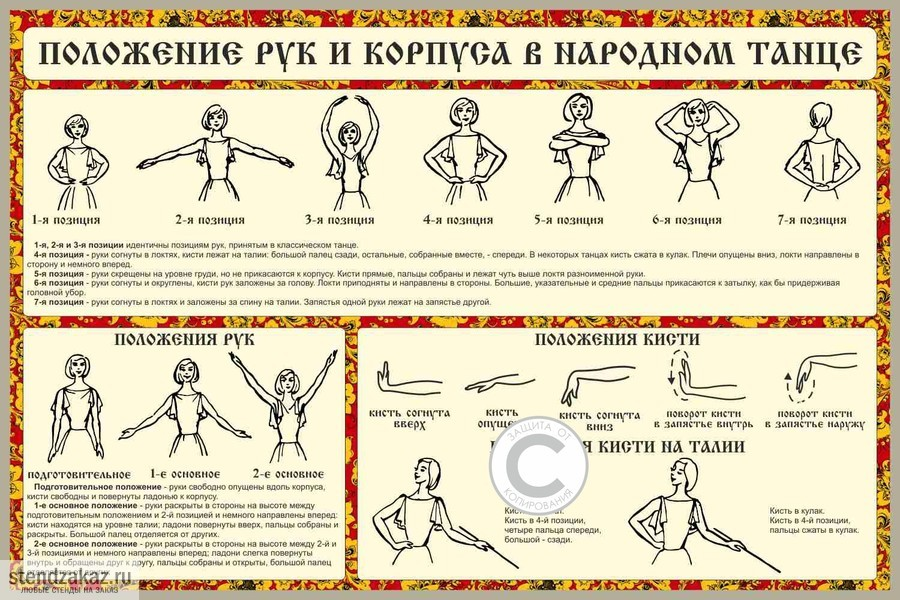 ПОЛОЖЕНИЕ РУК И КОРПУСА В НАРОДНОМ ТАНЦЕ
1-я позиция
2-я позиция
3-я позиция
4-я позиция
5-я позиция
6-я позиция
7-я позиция
1-я, 2-я и 3-я позиции идентичны позициям рук, принятым в классическом танце.
4-я позиция - руки согнуты в локтях, кисти лежат на талии: большой палец сзади, остальные, собранные вместе, - спереди. В некоторых танцах кисть сжата в кулак. Плечи опущены вниз, локти направлены в
сторону и немного вперед.
5-я позиция - руки скрещены на уровне груди, но не прикасаются к корпусу. Кисти прямые, пальцы собраны и лежат чуть выше локтя разноименной руки.
6-я позиция - руки согнуты и округлены, кисти рук заложены за голову. Локти приподняты и направлены в стороны. Большие, указательные и средние пальцы прикасаются к затылку, как бы придерживая
головной убор.
7-я позиция - руки согнуты в локтях и заложены за спину на талии. Запястья одной руки лежат на запястье другой.
ПОЛОЖЕНИЯ РУК
подготовительное
1-е основное
2-е основное
Подготовительное положение - руки свободно опущены вдоль корпуса,
кисти свободны и повернуты ладонью к корпусу.
1-е основное положение - руки раскрыты в стороны на высоте между
подготовительным положением и 2-й позицией и немного направлены вперед;
кисти находятся на уровне талии; ладони повернуты вверх, пальцы собраны и
раскрыты. Большой палец отделяется от других.
2-е основное положение - руки раскрыты в стороны на высоте между 2-й и
3-й позициями и немного направлены вперед; ладони слегка повернуты
внутрь и обращены друг к другу, пальцы собраны и открыты, большой палец
ПОЛОЖЕНИЯ КИСТИ
кисть согнута
вверх
кисть
кисть согнута
вниз
поворот кисти
в запястье внутрь
поворот кисти
в запястье наружу
КИСТИ НА ТАЛИИ
Кисть в 4-й позиции,
четыре пальца спереди,
большой - сзади.
Кисть в кулак.
Кисть в 4-й позиции,
пальцы сжаты в кулак.
ЗАЩИТА ОТ
C
КОПИРОВАНИЯ
stendzakaz.ru
ЛЮБЫЕ СТЕНДЫ НА ЗАКАЗ